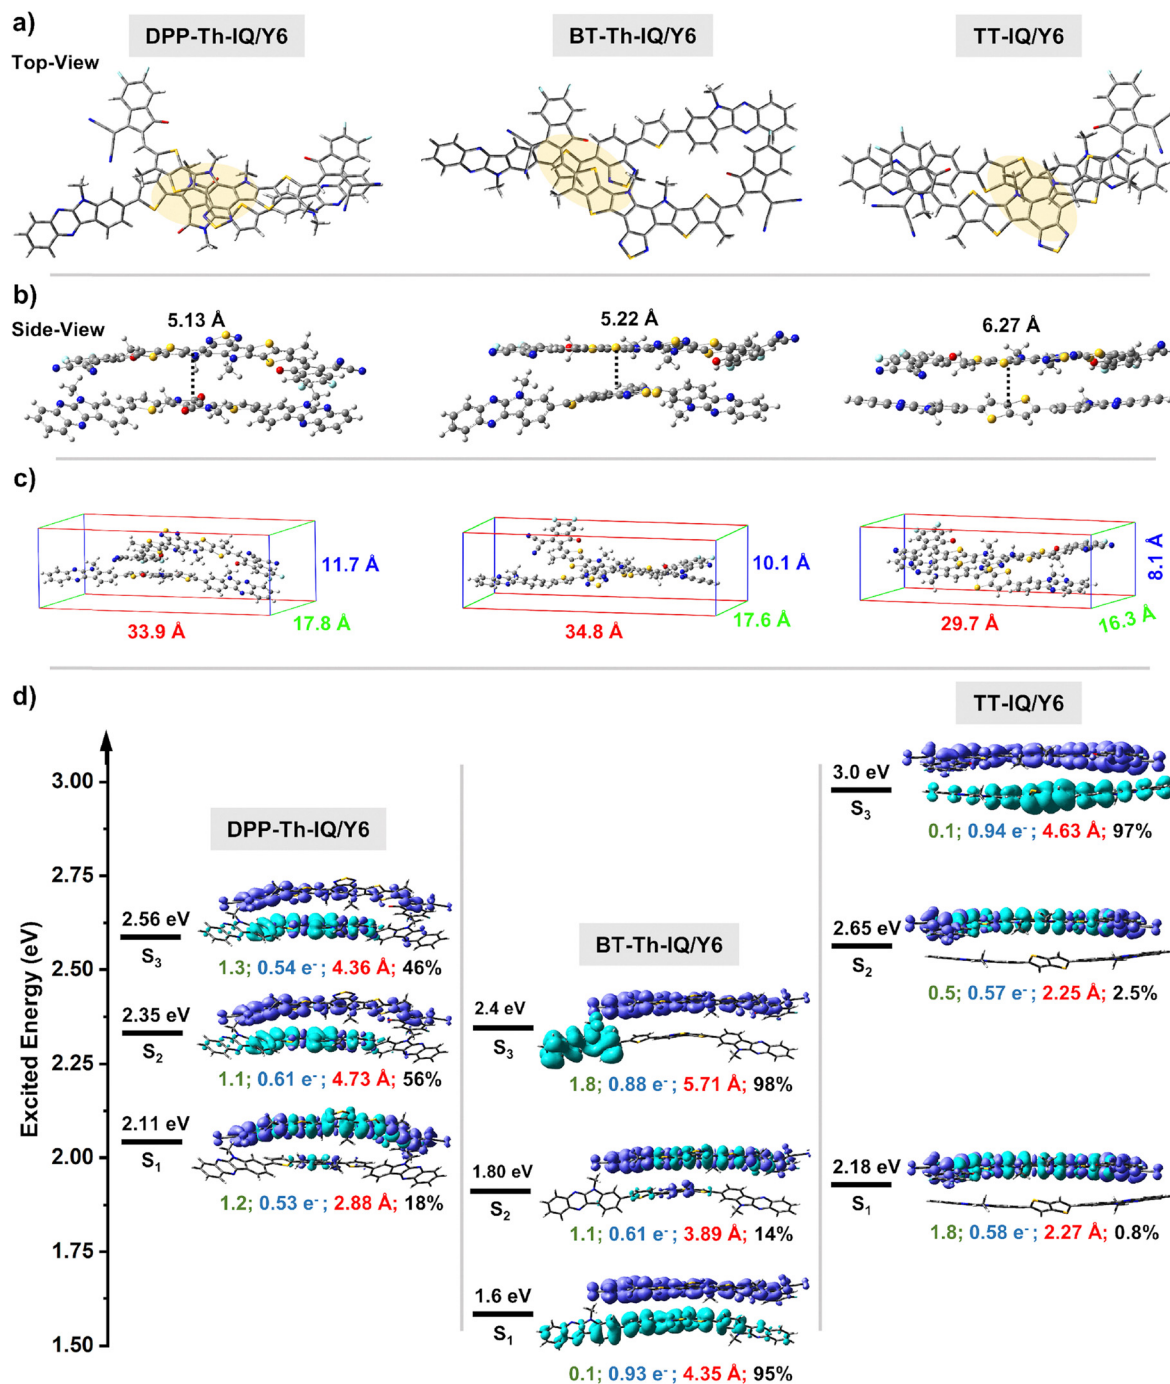 a)
DPP-Th-IQ/Y6
BT-Th-IQ/Y6
TT-IQ/Y6
Top-View
b)
Side-View
5.13 Å
5.22 Å
6.27 Å
c)
11.7 Å
17.8 Å
33.9 Å
10.1 Å
17.6 Å
34.8 Å
8.1 Å
16.3 Å
29.7 Å
d)
Excited Energy (eV)
3.00
2.75
2.50
2.25
2.00
1.75
1.50
DPP-Th-IQ/Y6
2.56 eV
S3
1.3; 0.54 e-; 4.36 Å; 46%
2.35 eV
S2
1.1; 0.61 e-; 4.73 Å; 56%
2.11 eV
S1
1.2; 0.53 e-; 2.88 Å; 18%
BT-Th-IQ/Y6
2.4 eV
S3
1.8; 0.88 e-; 5.71 Å; 98%
1.80 eV
S2
1.1; 0.61 e-; 3.89 Å; 14%
1.6 eV
S1
0.1; 0.93 e-; 4.35 Å; 95%
TT-IQ/Y6
3.0 eV
S3
0.1; 0.94 e-; 4.63 Å; 97%
2.65 eV
S2
0.5; 0.57 e-; 2.25 Å; 2.5%
2.18 eV
S1
1.8; 0.58 e-; 2.27 Å; 0.8%